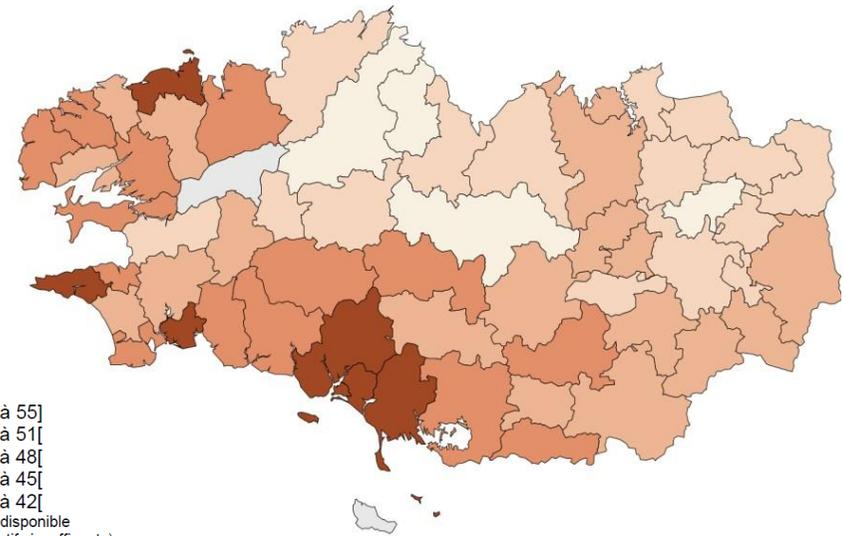 à 55]
à 51[
à 48[
à 45[
à 42[
disponible